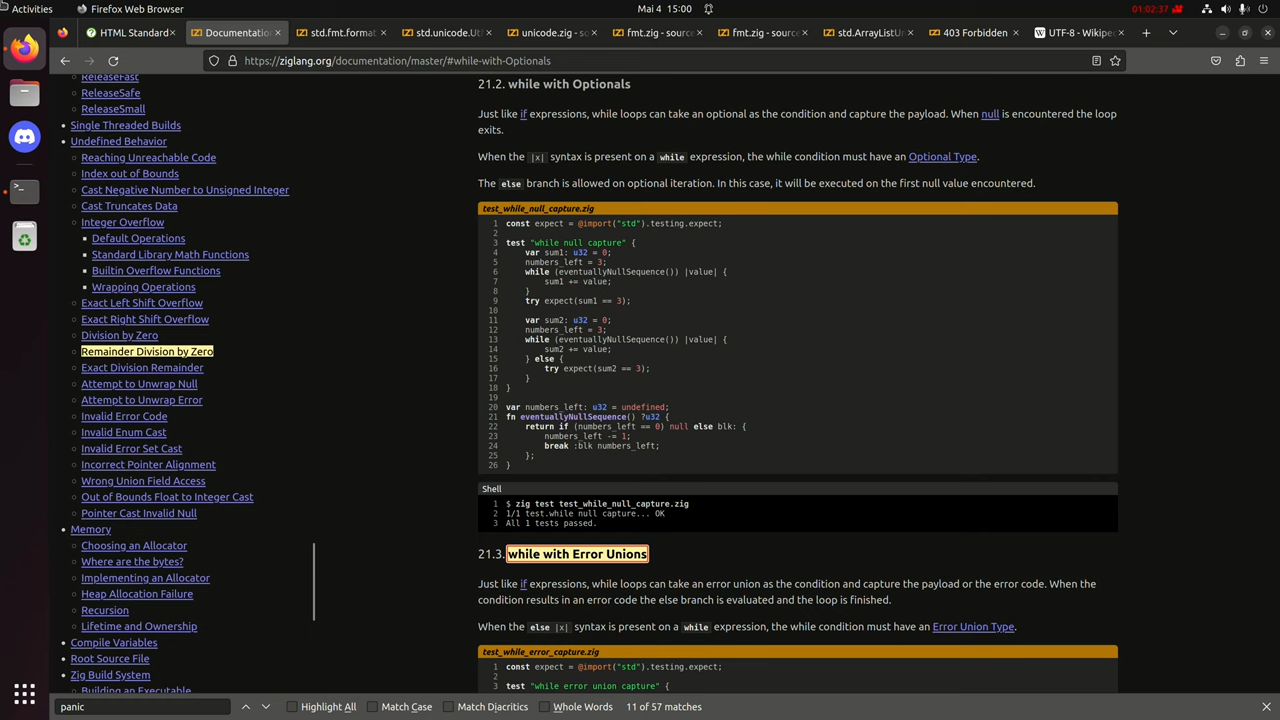 Activities
Firefox Web Browser
Mai 4 15:00
01:02:37
HTML Standard
Documentation
std.fmt.format
std.unicode.Ut
unicode.zig - so
fmt.zig - source
fmt.zig - source
std.ArrayListUn
403 Forbidden
UTF-8 - Wikipe
https://ziglang.org/documentation/master/#while-with-Optionals
ReleaseFast
ReleaseSafe
ReleaseSmall
Single Threaded Builds
Undefined Behavior
Reaching Unreachable Code
Index out of Bounds
Cast Negative Number to Unsigned Integer
Cast Truncates Data
Integer Overflow
Default Operations
Standard Library Math Functions
Builtin Overflow Functions
Wrapping Operations
Exact Left Shift Overflow
Exact Right Shift Overflow
Division by Zero
Remainder Division by Zero
Exact Division Remainder
Attempt to Unwrap Null
Attempt to Unwrap Error
Invalid Error Code
Invalid Enum Cast
Invalid Error Set Cast
Incorrect Pointer Alignment
Wrong Union Field Access
Out of Bounds Float to Integer Cast
Pointer Cast Invalid Null
Memory
Choosing an Allocator
Where are the bytes?
Implementing an Allocator
Heap Allocation Failure
Recursion
Lifetime and Ownership
Compile Variables
Root Source File
Zig Build System
Building an Executable
21.2. while with Optionals
Just like if expressions, while loops can take an optional as the condition and capture the payload. When null is encountered the loop
exits.
When the |x| syntax is present on a while expression, the while condition must have an Optional Type.
The else branch is allowed on optional iteration. In this case, it will be executed on the first null value encountered.
test_while_null_capture.zig
1 const expect = @import("std").testing.expect;
2
3 test "while null capture" {
4 var sum1: u32 = 0;
5 numbers_left = 3;
6 while (eventuallyNullSequence()) |value| {
7 sum1 += value;
8 }
9 try expect(sum1 == 3);
10
11 var sum2: u32 = 0;
12 numbers_left = 3;
13 while (eventuallyNullSequence()) |value| {
14 sum2 += value;
15 } else {
16 try expect(sum2 == 3);
17 }
18 }
19
20 var numbers_left: u32 = undefined;
21 fn eventuallyNullSequence() ?u32 {
22 return if (numbers_left == 0) null else blk: {
23 numbers_left -= 1;
24 break :blk numbers_left;
25 };
26 }
Shell
1 $ zig test test_while_null_capture.zig
2 1/1 test.while null capture... OK
3 All 1 tests passed.
21.3. while with Error Unions
Just like if expressions, while loops can take an error union as the condition and capture the payload or the error code. When the
condition results in an error code the else branch is evaluated and the loop is finished.
When the else |x| syntax is present on a while expression, the while condition must have an Error Union Type.
test_while_error_capture.zig
1 const expect = @import("std").testing.expect;
2
3 test "while error union capture" {
panic
Highlight All
Match Case
Match Diacritics
Whole Words
11 of 57 matches